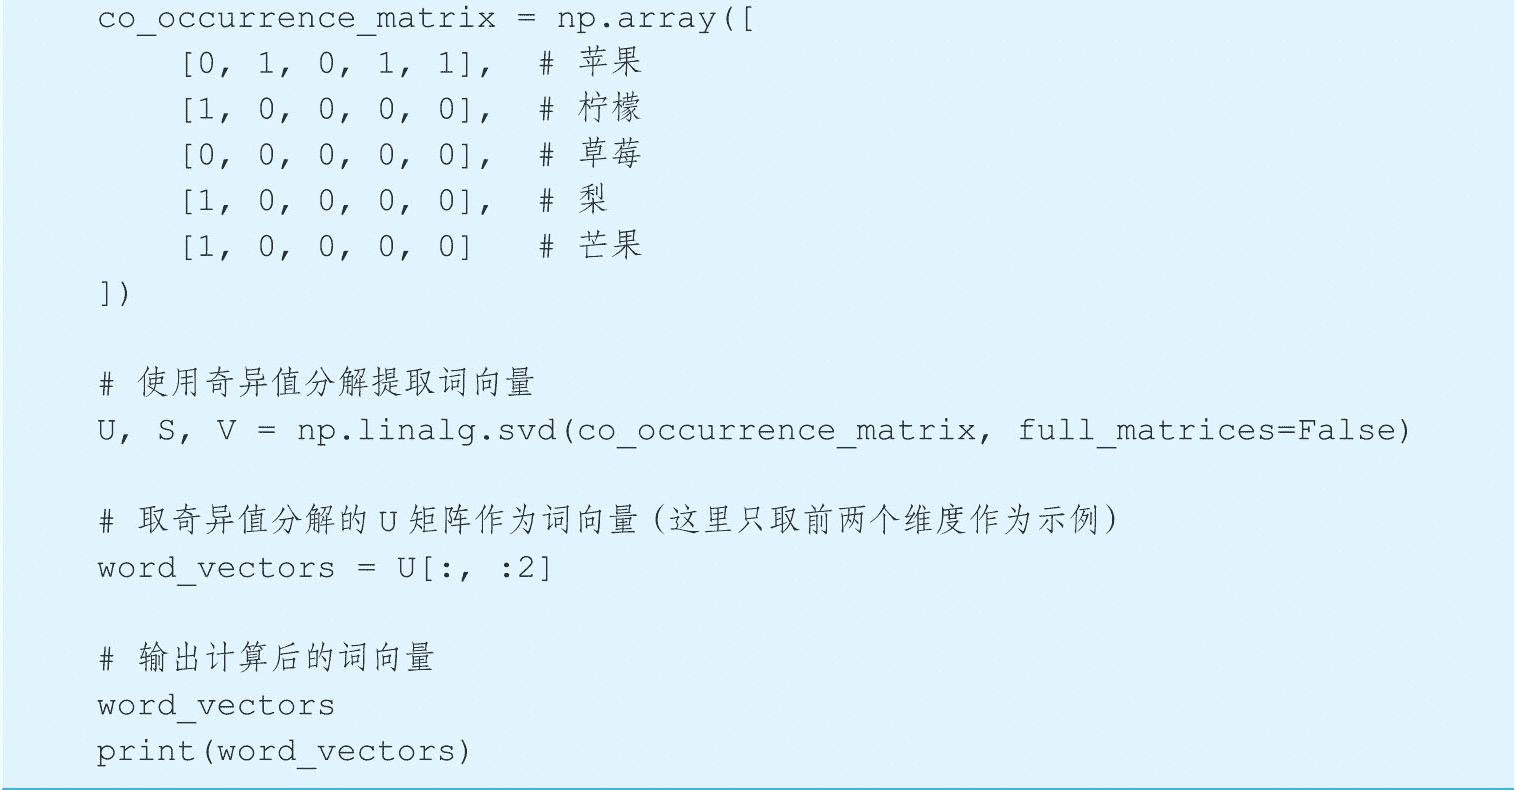 co_occurrence_matrix = np.array([
    [0, 1, 0, 1, 1],  # 苹果
    [1, 0, 0, 0, 0],  # 柠檬
    [0, 0, 0, 0, 0],  # 草莓
    [1, 0, 0, 0, 0],  # 梨
    [1, 0, 0, 0, 0]   # 芒果
])
# 使用奇异值分解提取词向量
U, S, V = np.linalg.svd(co_occurrence_matrix, full_matrices=False)
# 取奇异值分解的 U 矩阵作为词向量（这里只取前两个维度作为示例）
word_vectors = U[:, :2]
# 输出计算后的词向量
word_vectors
print(word_vectors)